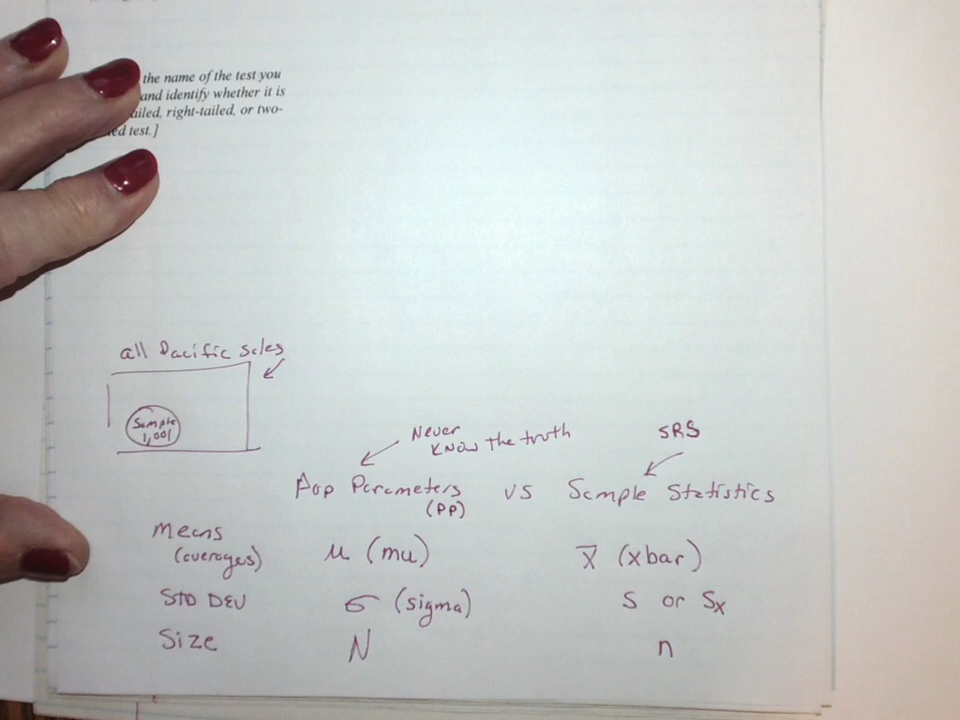 the name of the test you
and identify whether it is
ailed, right-tailed, or two-
ed test.]
all Pacific Sales
Sample
1,001
Never
KNOW the truth
SRS
Pop Parameters vs Sample Statistics
(PP)
Means
(averages) μ (mu) x̄ (xbar)
STD DEV σ (sigma) S or Sx
Size N n